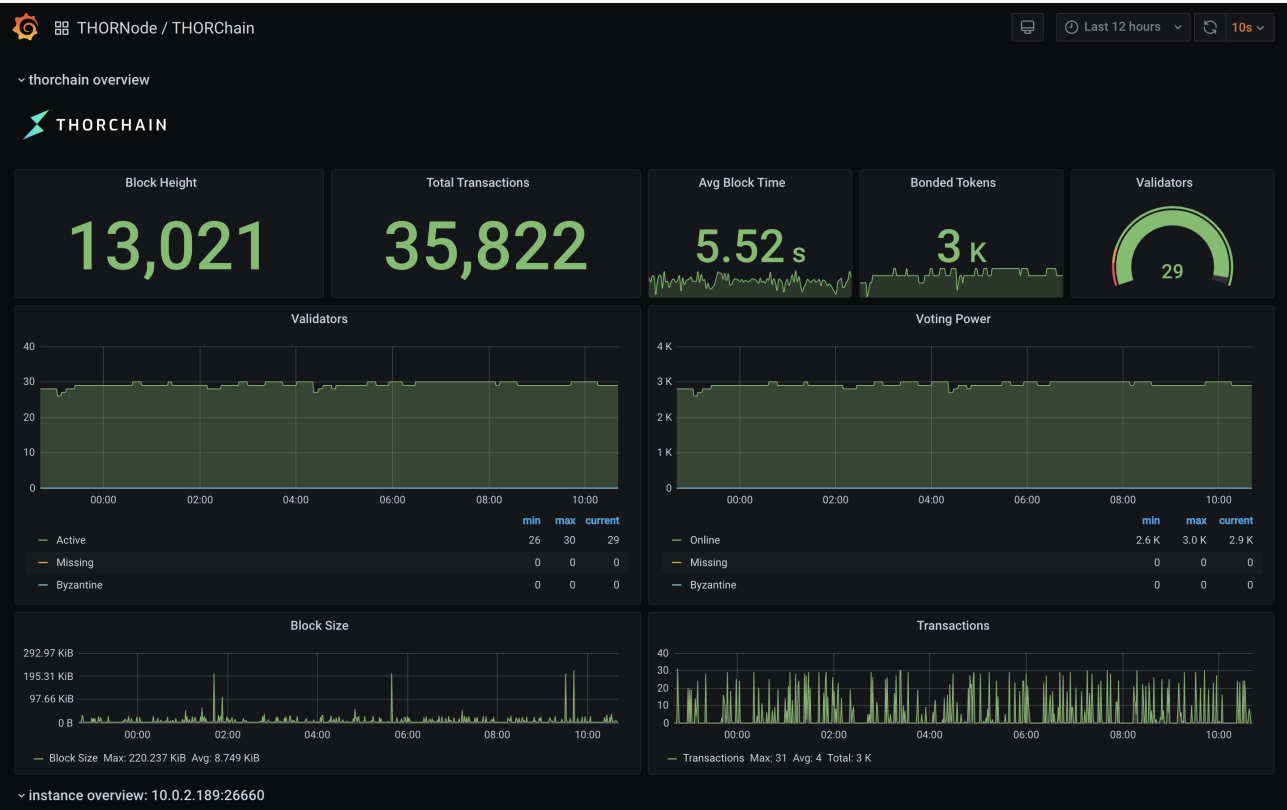 THORNode / THORChain
Last 12 hours
10s
thorchain overview
THORCHAIN
Block Height
13,021
Total Transactions
35,822
Avg Block Time
5.52 s
Bonded Tokens
3 K
Validators
29
Validators
40
30
20
10
0
00:00 02:00 04:00 06:00 08:00 10:00
min max current
Active 26 30 29
Missing 0 0 0
Byzantine 0 0 0
Voting Power
4 K
3 K
2 K
1 K
0
00:00 02:00 04:00 06:00 08:00 10:00
min max current
Online 2.6 K 3.0 K 2.9 K
Missing 0 0 0
Byzantine 0 0 0
Block Size
292.97 KiB
195.31 KiB
97.66 KiB
0 B
00:00 02:00 04:00 06:00 08:00 10:00
Block Size Max: 220.237 KiB Avg: 8.749 KiB
Transactions
40
30
20
10
0
00:00 02:00 04:00 06:00 08:00 10:00
Transactions Max: 31 Avg: 4 Total: 3 K
instance overview: 10.0.2.189:26660